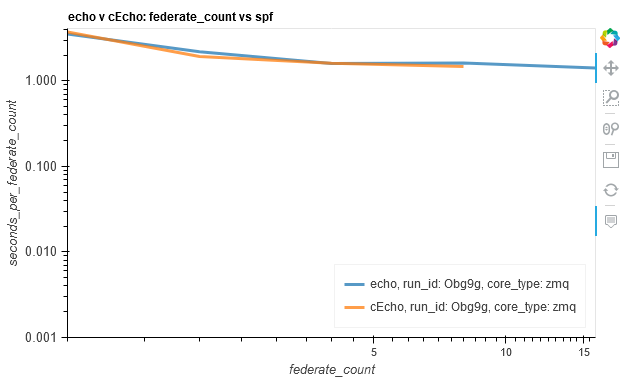 echo v cEcho: federate_count vs spf
seconds_per_federate_count
1.000
0.100
0.010
0.001
echo, run_id: Obg9g, core_type: zmq
cEcho, run_id: Obg9g, core_type: zmq
5
10
15
federate_count